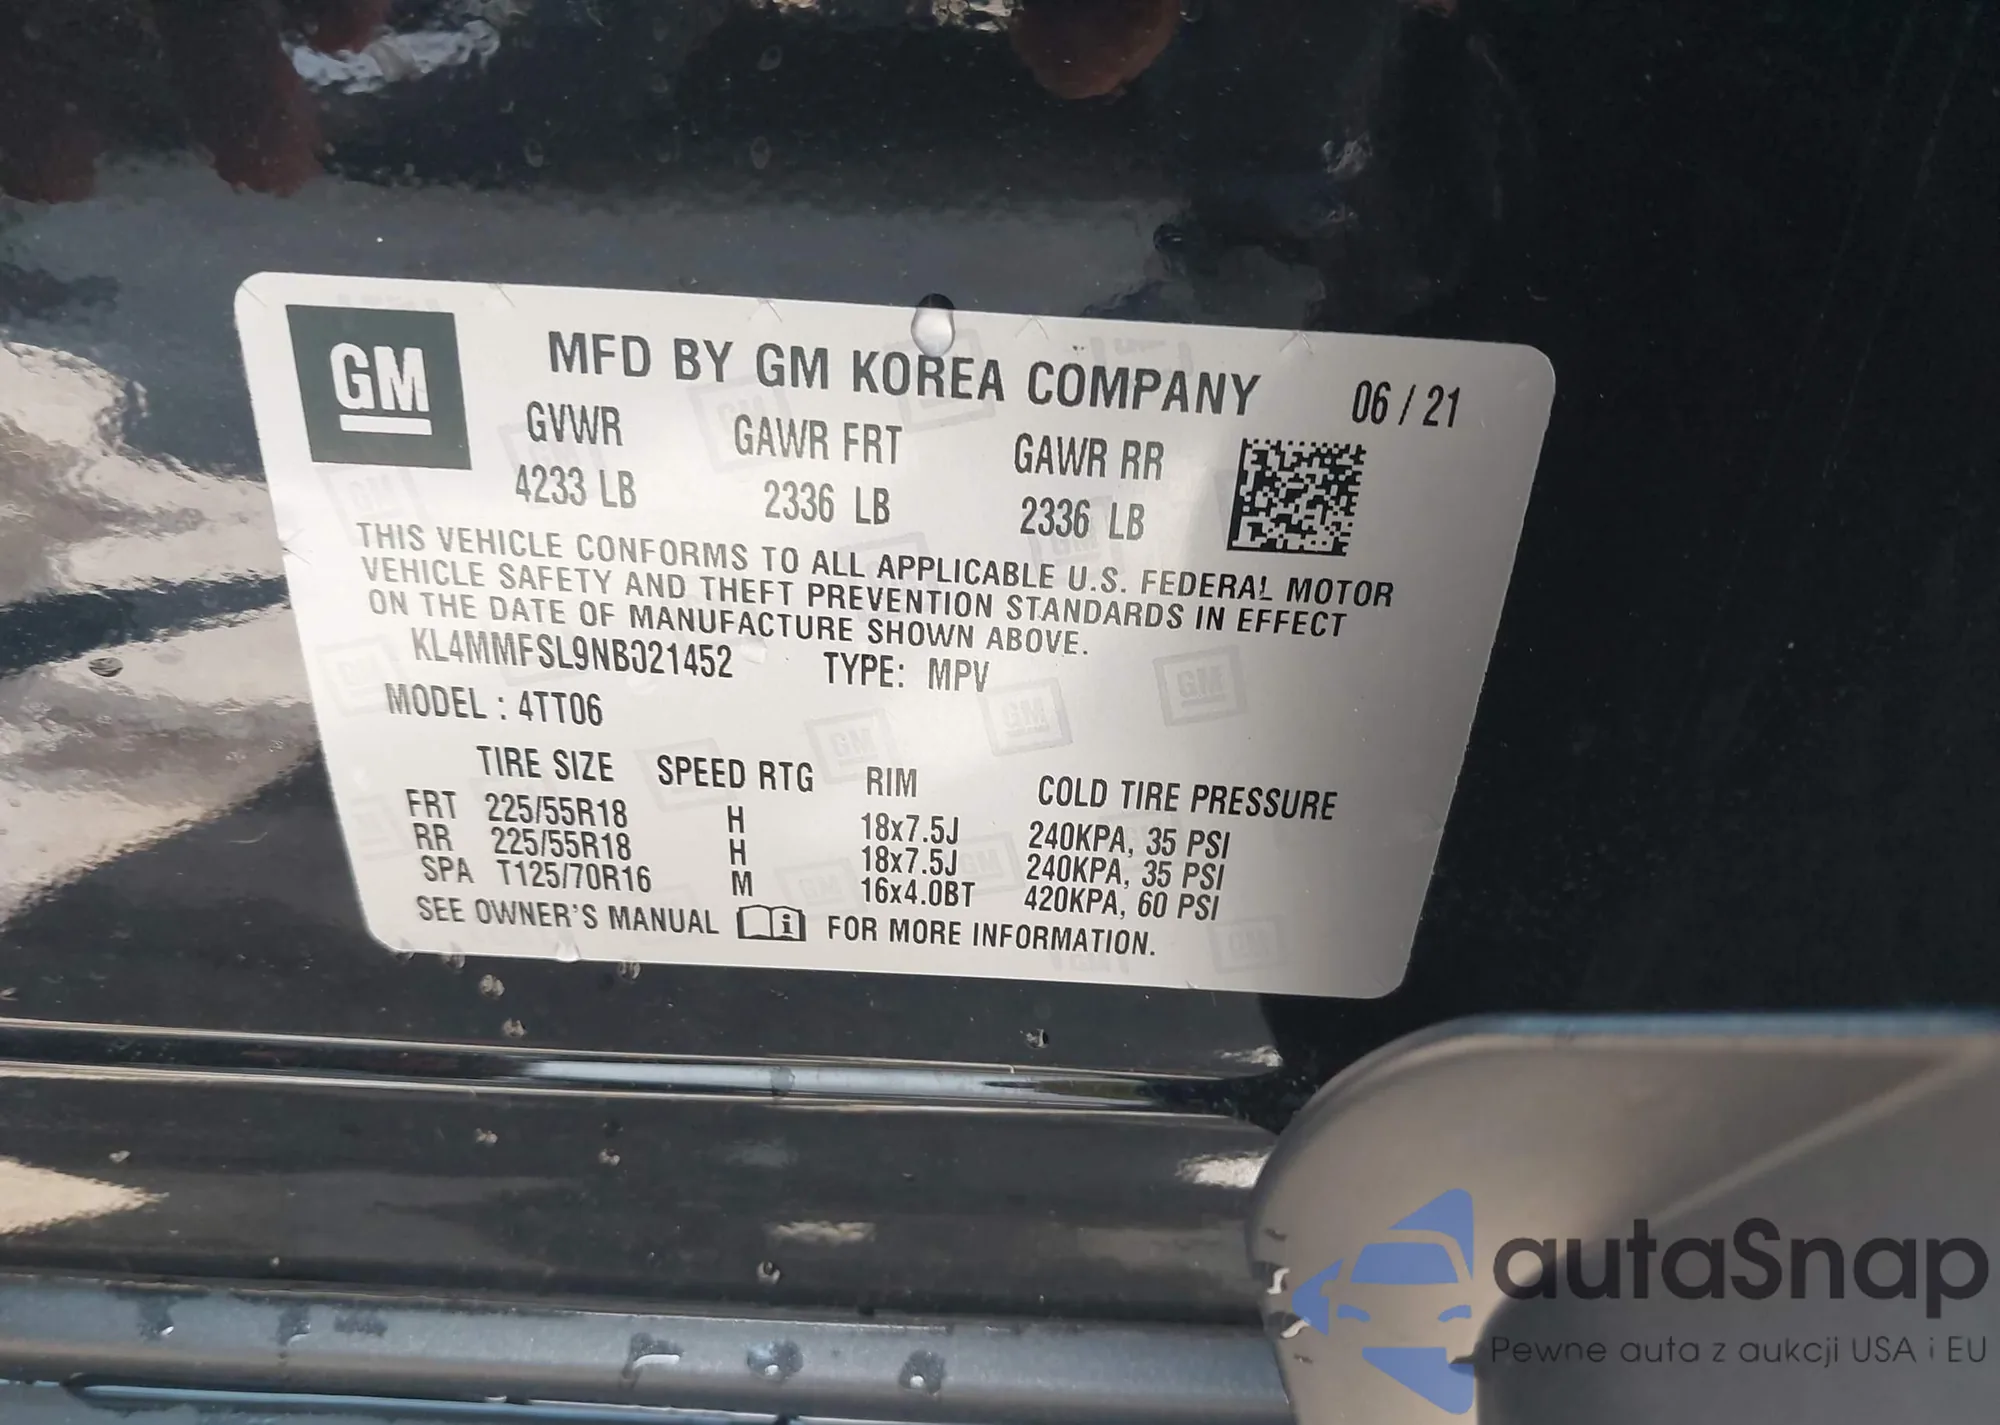 GM
MFD BY GM KOREA COMPANY 06 / 21
GVWR GAWR FRT GAWR RR
4233 LB 2336 LB 2336 LB
THIS VEHICLE CONFORMS TO ALL APPLICABLE U.S. FEDERAL MOTOR
VEHICLE SAFETY AND THEFT PREVENTION STANDARDS IN EFFECT
ON THE DATE OF MANUFACTURE SHOWN ABOVE.
KL4MMFSL9NB021452 TYPE: MPV
MODEL : 4TT06
TIRE SIZE SPEED RTG RIM COLD TIRE PRESSURE
FRT 225/55R18 H 18x7.5J 240KPA, 35 PSI
RR 225/55R18 H 18x7.5J 240KPA, 35 PSI
SPA T125/70R16 M 16x4.0BT 420KPA, 60 PSI
SEE OWNER'S MANUAL FOR MORE INFORMATION.
autaSnap
Pewne auta z aukcji USA i EU